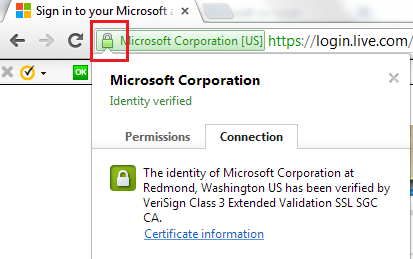 Sign in to your Microsoft a
Microsoft Corporation [US] https://login.live.com/
OK
Microsoft Corporation
Identity verified
Permissions Connection
The identity of Microsoft Corporation at
Redmond, Washington US has been verified by
VeriSign Class 3 Extended Validation SSL SGC
CA.
Certificate information